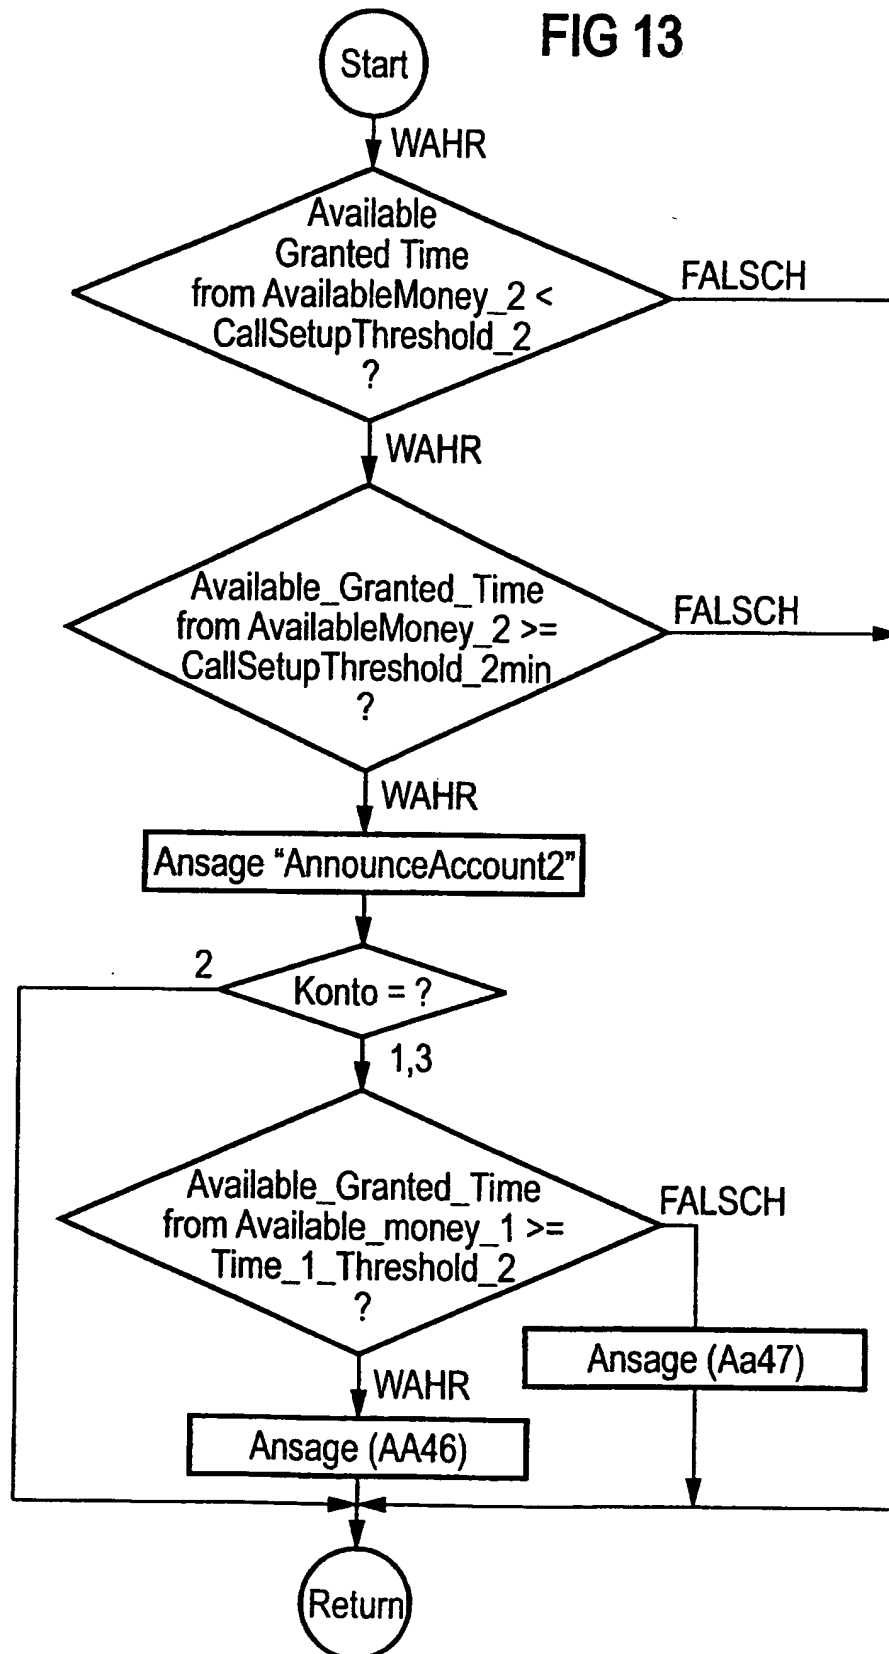 FIG 13
Start
WAHR
Available
Granted Time
from AvailableMoney_2 <
CallSetupThreshold_2
?
FALSCH
WAHR
Available_Granted_Time
from AvailableMoney_2 >=
CallSetupThreshold_2min
?
FALSCH
WAHR
Ansage “AnnounceAccount2”
2
Konto = ?
1,3
Available_Granted_Time
from Available_money_1 >=
Time_1_Threshold_2
?
FALSCH
Ansage (Aa47)
WAHR
Ansage (AA46)
Return